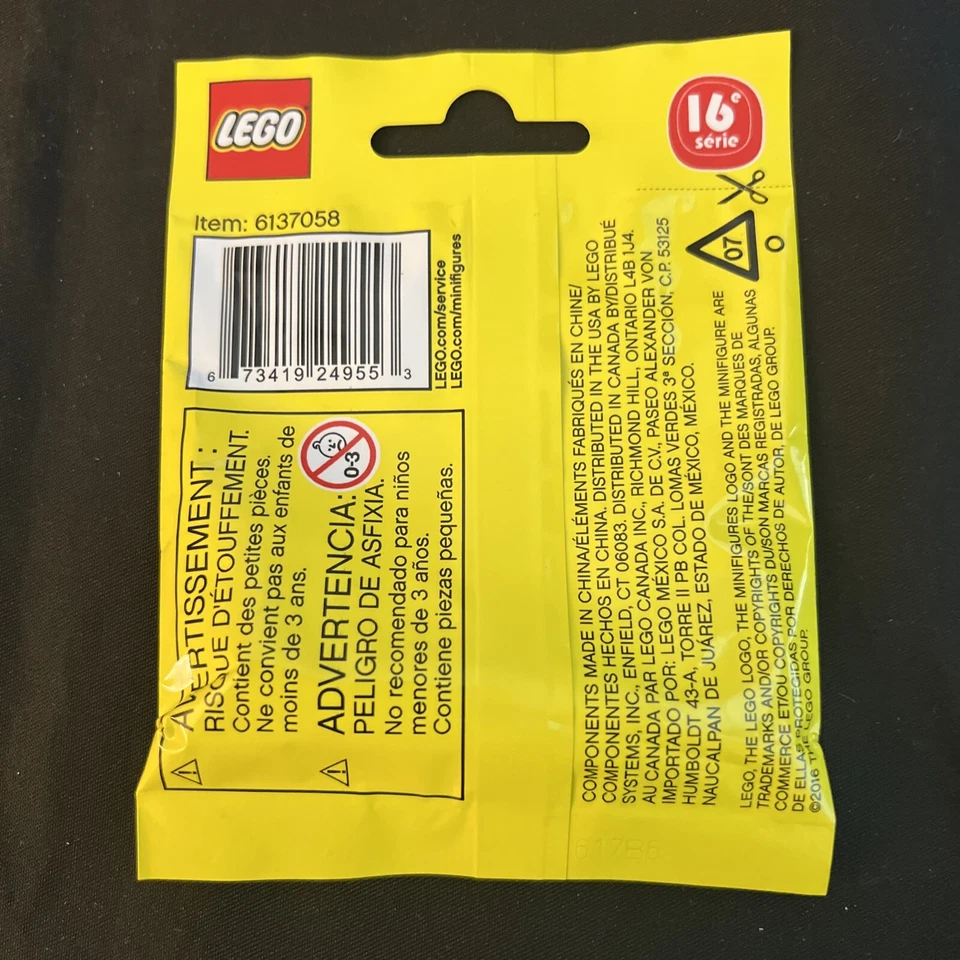 LEGO
16e
série
Item: 6137058
6 73419 24955 3
LEGO.com/service
LEGO.com/minifigures
AVERTISSEMENT :
RISQUE D'ÉTOUFFEMENT.
Contient des petites pièces.
Ne convient pas aux enfants de
moins de 3 ans.
0-3
ADVERTENCIA:
PELIGRO DE ASFIXIA.
No recomendado para niños
menores de 3 años.
Contiene piezas pequeñas.
07
COMPONENTS MADE IN CHINA/ÉLÉMENTS FABRIQUÉS EN CHINE/
COMPONENTES HECHOS EN CHINA. DISTRIBUTED IN THE USA BY LEGO
SYSTEMS, INC., ENFIELD, CT 06083. DISTRIBUTED IN CANADA BY/DISTRIBUÉ
AU CANADA PAR LEGO CANADA INC., RICHMOND HILL, ONTARIO L4B 1J4.
IMPORTADO POR: LEGO MÉXICO S.A. DE C.V., PASEO ALEXANDER VON
HUMBOLDT 43-A, TORRE II PB COL. LOMAS VERDES 3ª SECCIÓN, C.P. 53125
NAUCALPAN DE JUÁREZ, ESTADO DE MÉXICO, MÉXICO.
LEGO, THE LEGO LOGO, THE MINIFIGURES LOGO AND THE MINIFIGURE ARE
TRADEMARKS AND/OR COPYRIGHTS OF THE/SONT DES MARQUES DE
COMMERCE ET/OU COPYRIGHTS DU/SON MARCAS REGISTRADAS, ALGUNAS
DE ELLAS PROTEGIDAS POR DERECHOS DE AUTOR, DE LEGO GROUP.
©2016 THE LEGO GROUP.
617B6